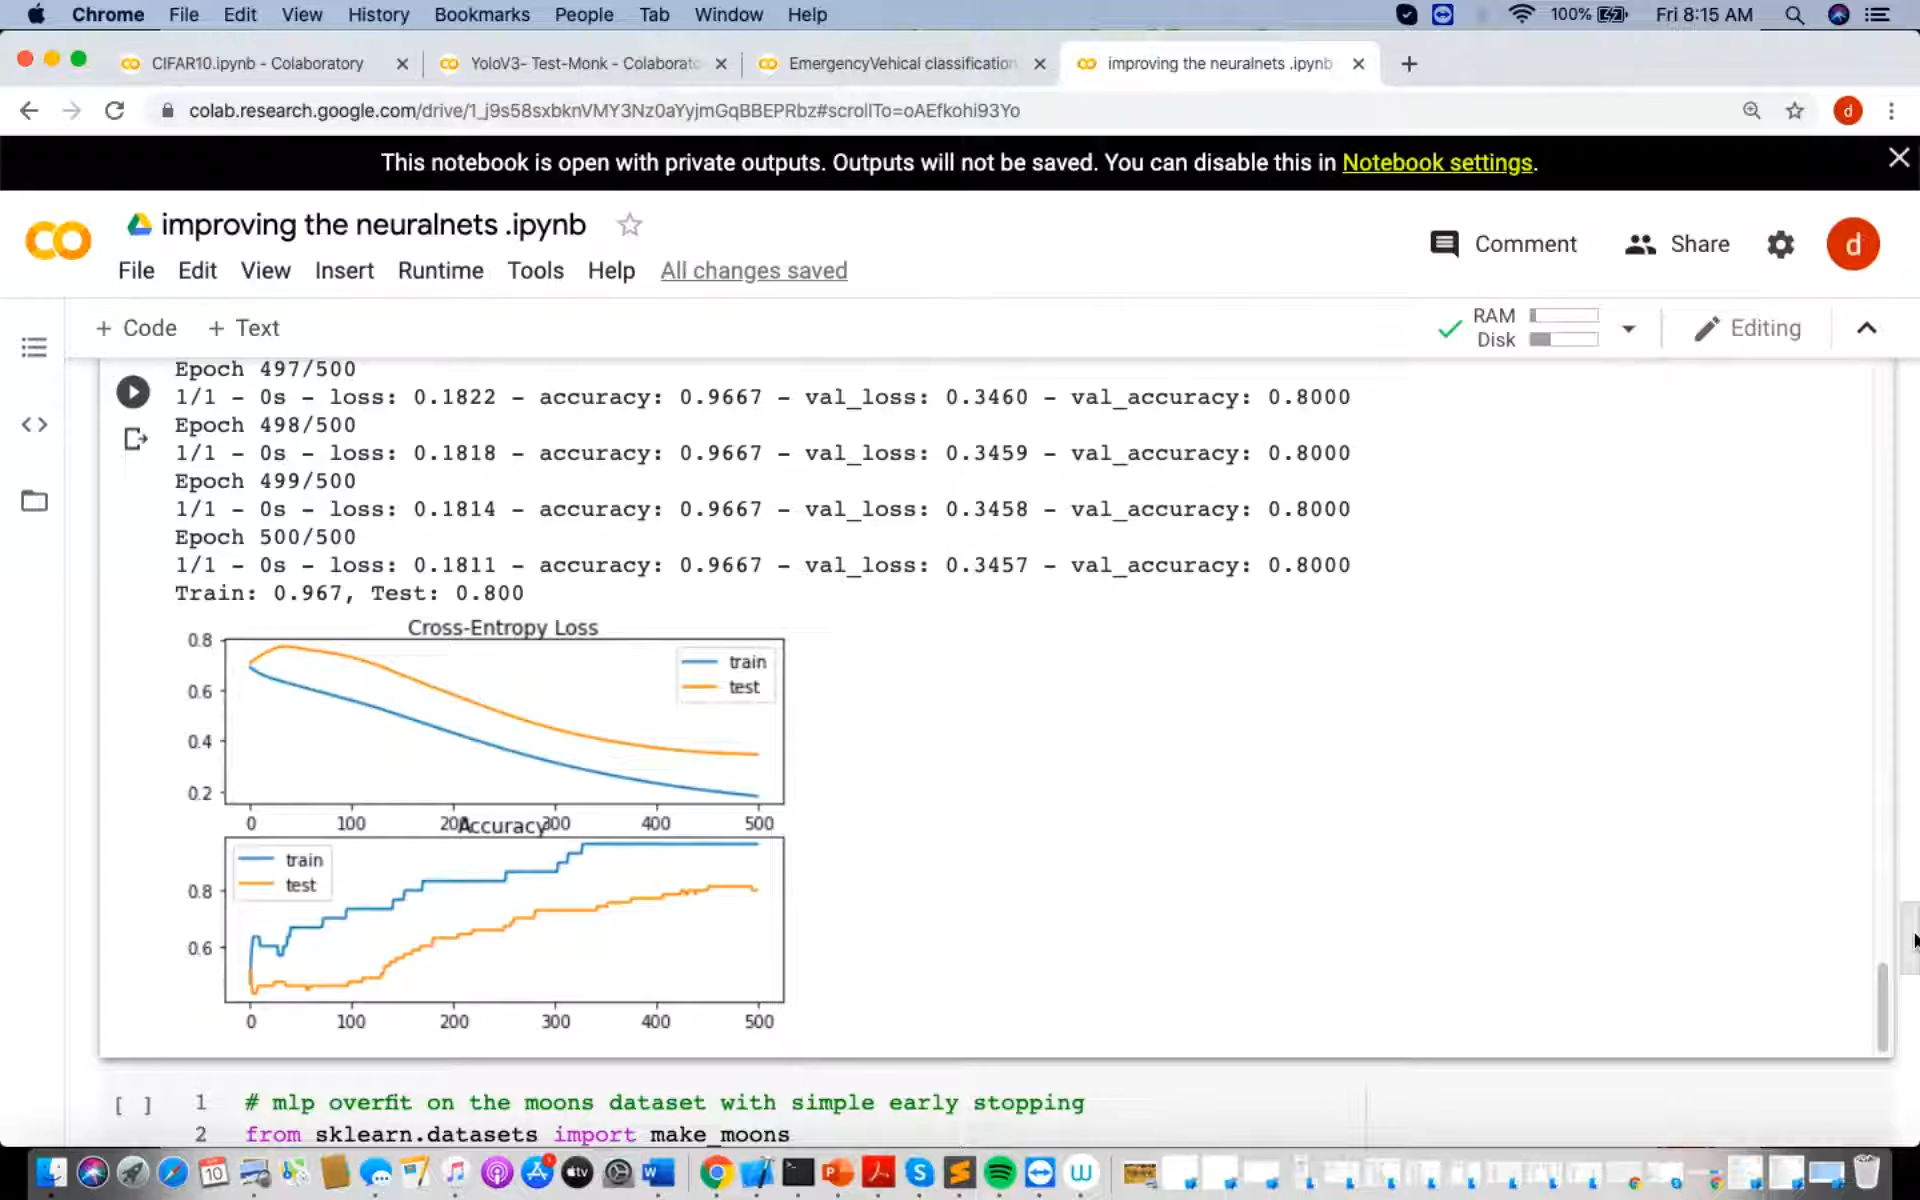 Chrome File Edit View History Bookmarks People Tab Window Help 100% Fri 8:15 AM
CIFAR10.ipynb - Colaboratory YoloV3- Test-Monk - Colaborato EmergencyVehical classification improving the neuralnets .ipynb
colab.research.google.com/drive/1_j9s58sxbknVMY3Nz0aYyjmGqBBEPRbz#scrollTo=oAEfkohi93Yo d
This notebook is open with private outputs. Outputs will not be saved. You can disable this in Notebook settings.
improving the neuralnets .ipynb
Comment Share d
File Edit View Insert Runtime Tools Help All changes saved
+ Code + Text RAM Disk Editing
Epoch 497/500
1/1 - 0s - loss: 0.1822 - accuracy: 0.9667 - val_loss: 0.3460 - val_accuracy: 0.8000
Epoch 498/500
1/1 - 0s - loss: 0.1818 - accuracy: 0.9667 - val_loss: 0.3459 - val_accuracy: 0.8000
Epoch 499/500
1/1 - 0s - loss: 0.1814 - accuracy: 0.9667 - val_loss: 0.3458 - val_accuracy: 0.8000
Epoch 500/500
1/1 - 0s - loss: 0.1811 - accuracy: 0.9667 - val_loss: 0.3457 - val_accuracy: 0.8000
Train: 0.967, Test: 0.800
Cross-Entropy Loss
0.8
train
test
0.6
0.4
0.2
0 100 200 300 400 500
Accuracy
train
test
0.8
0.6
0 100 200 300 400 500
[ ] 1 # mlp overfit on the moons dataset with simple early stopping
2 from sklearn.datasets import make_moons